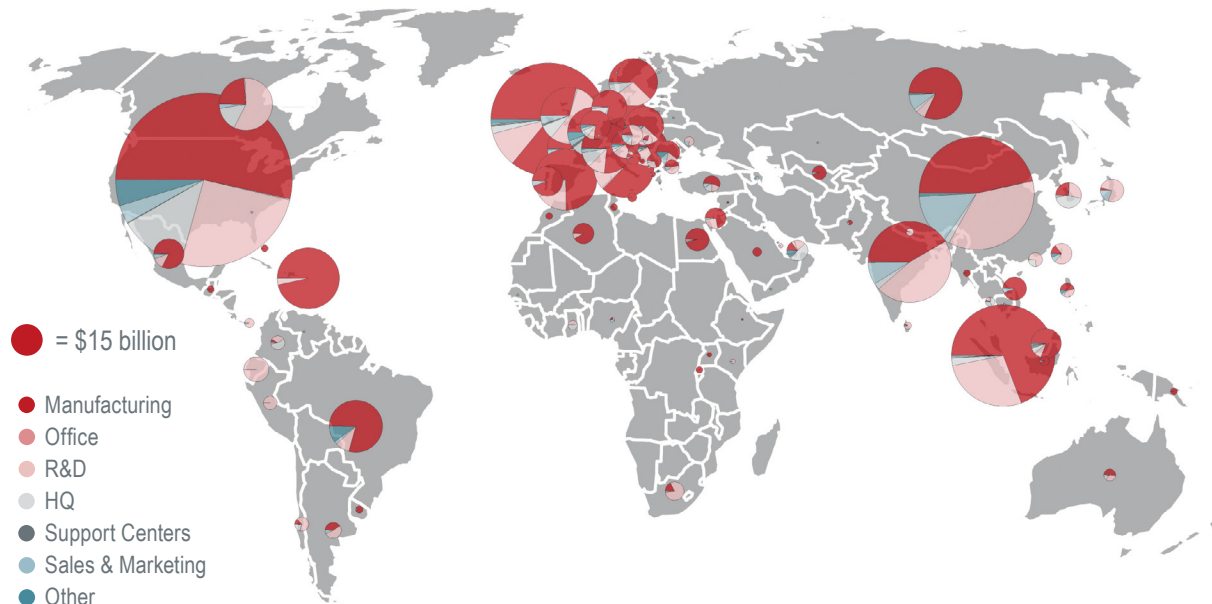 = $15 billion
Manufacturing
Office
R&D
HQ
Support Centers
Sales & Marketing
Other